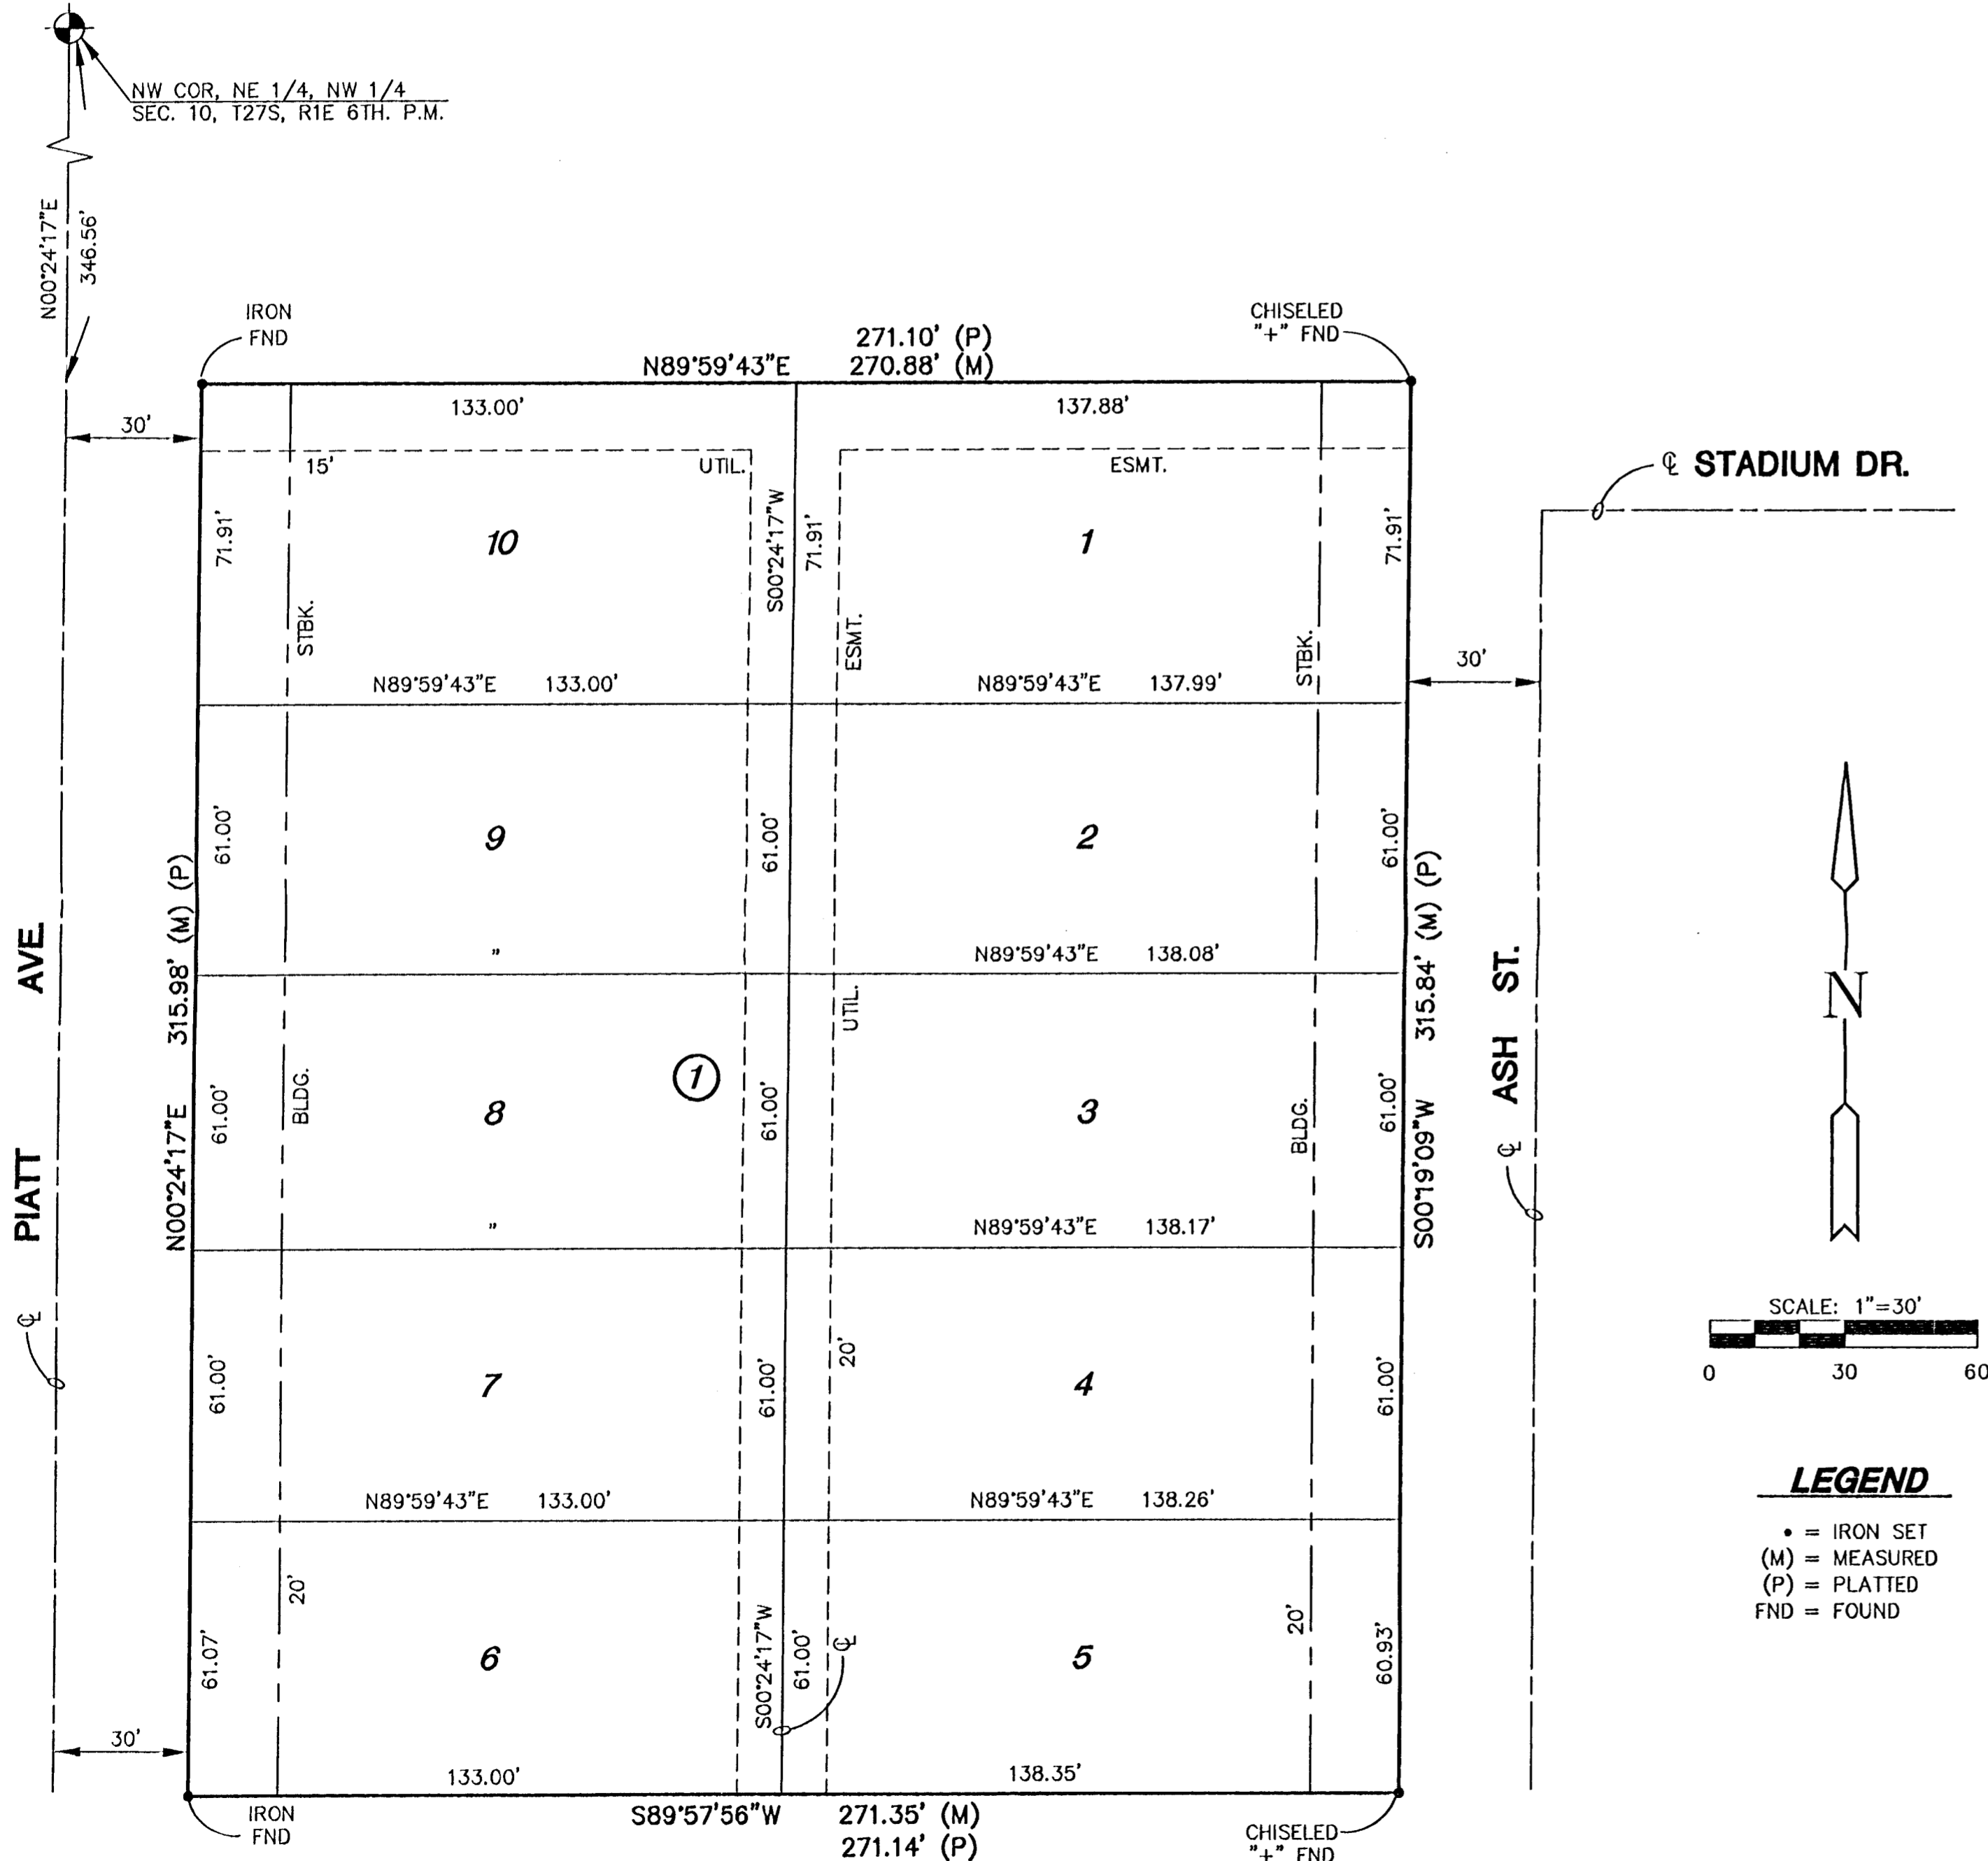 NW COR, NE 1/4, NW 1/4
SEC. 10, T27S, R1E 6TH. P.M.
N00°24'17"E
346.56'
IRON
FND
CHISELED
"+" FND
271.10' (P)
N89°59'43"E 270.88' (M)
133.00'
137.88'
30'
15'
UTIL.
ESMT.
℄ STADIUM DR.
71.91'
10
S00°24'17"W
71.91'
1
71.91'
STBK.
ESMT.
STBK.
30'
N89°59'43"E 133.00'
N89°59'43"E 137.99'
61.00'
9
61.00'
2
61.00'
N00°24'17"E 315.98' (M) (P)
S00°19'09"W 315.84' (M) (P)
PIATT AVE.
℄
ASH ST.
℄
"
N89°59'43"E 138.08'
UTIL.
N
61.00'
BLDG.
8
1
61.00'
3
BLDG.
61.00'
"
N89°59'43"E 138.17'
SCALE: 1"=30'
0 30 60
61.00'
7
61.00'
20'
4
61.00'
N89°59'43"E 133.00'
N89°59'43"E 138.26'
LEGEND
• = IRON SET
(M) = MEASURED
(P) = PLATTED
FND = FOUND
61.07'
20'
6
S00°24'17"W
61.00'
℄
5
20'
60.93'
30'
133.00'
138.35'
IRON
FND
S89°57'56"W 271.35' (M)
271.14' (P)
CHISELED
"+" FND